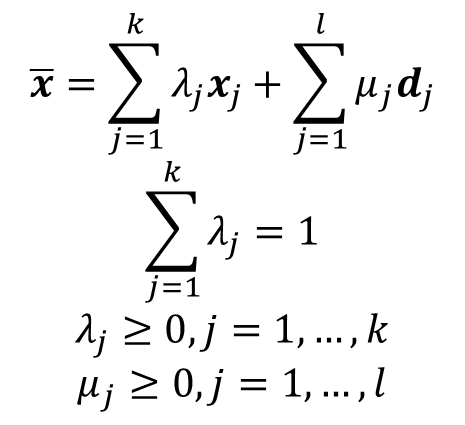 x̅ = ∑_{j=1}^{k} λ_j x_j + ∑_{j=1}^{l} μ_j d_j
∑_{j=1}^{k} λ_j = 1
λ_j ≥ 0, j = 1, …, k
μ_j ≥ 0, j = 1, …, l